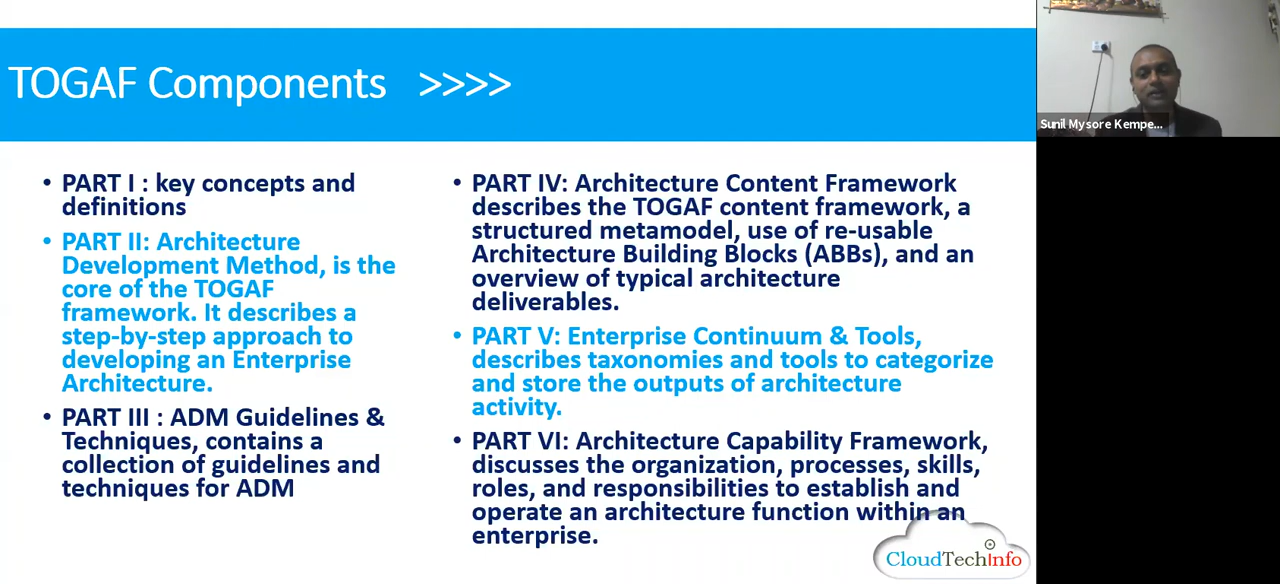 TOGAF Components >>>>
• PART I : key concepts and
definitions
• PART II: Architecture
Development Method, is the
core of the TOGAF
framework. It describes a
step-by-step approach to
developing an Enterprise
Architecture.
• PART III : ADM Guidelines &
Techniques, contains a
collection of guidelines and
techniques for ADM
• PART IV: Architecture Content Framework
describes the TOGAF content framework, a
structured metamodel, use of re-usable
Architecture Building Blocks (ABBs), and an
overview of typical architecture
deliverables.
• PART V: Enterprise Continuum & Tools,
describes taxonomies and tools to categorize
and store the outputs of architecture
activity.
• PART VI: Architecture Capability Framework,
discusses the organization, processes, skills,
roles, and responsibilities to establish and
operate an architecture function within an
enterprise.
CloudTechInfo
Sunil Mysore Kempe...